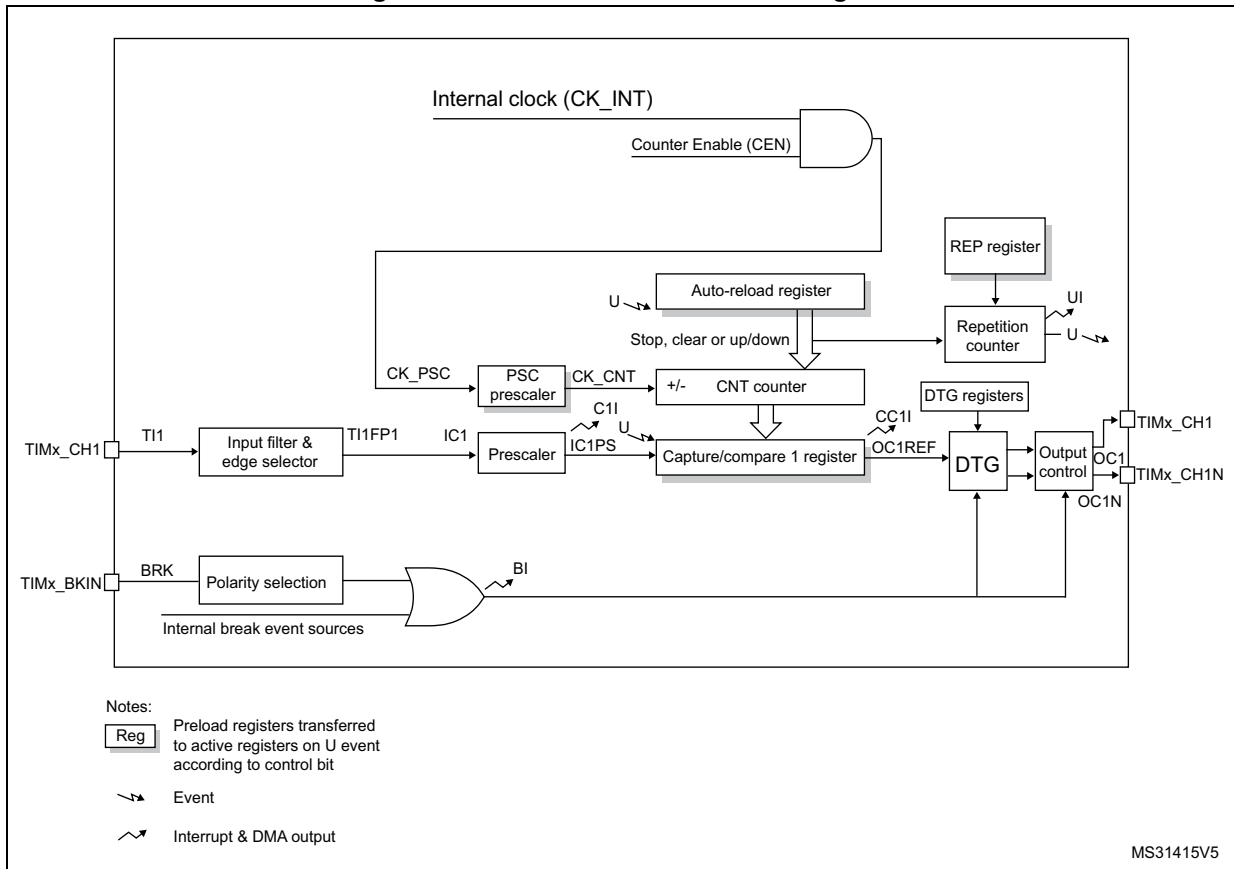 Internal clock (CK_INT)
Counter Enable (CEN)
REP register
Auto-reload register
U
UI
Stop, clear or up/down
Repetition
counter
U
CK_PSC
PSC
prescaler
CK_CNT
+/- CNT counter
DTG registers
TIMx_CH1
TI1
Input filter &
edge selector
TI1FP1
IC1
Prescaler
C1I
IC1PS
U
Capture/compare 1 register
CC1I
OC1REF
DTG
Output
control
OC1
TIMx_CH1
TIMx_CH1N
OC1N
TIMx_BKIN
BRK
Polarity selection
BI
Internal break event sources
Notes:
Reg
Preload registers transferred
to active registers on U event
according to control bit
Event
Interrupt & DMA output
MS31415V5